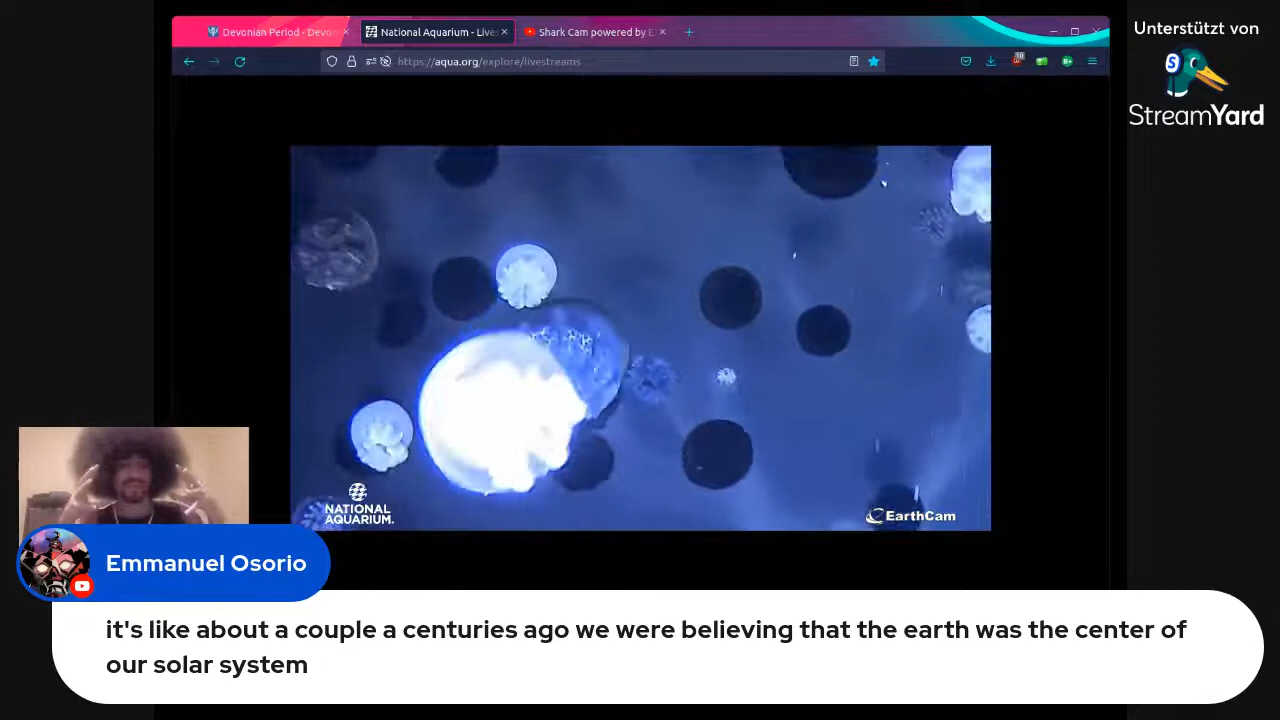 Devonian Period - Devon
National Aquarium - Live
Shark Cam powered by E
https://aqua.org/explore/livestreams
10
Unterstützt von
StreamYard
NATIONAL
AQUARIUM.
EarthCam
Emmanuel Osorio
it's like about a couple a centuries ago we were believing that the earth was the center of
our solar system